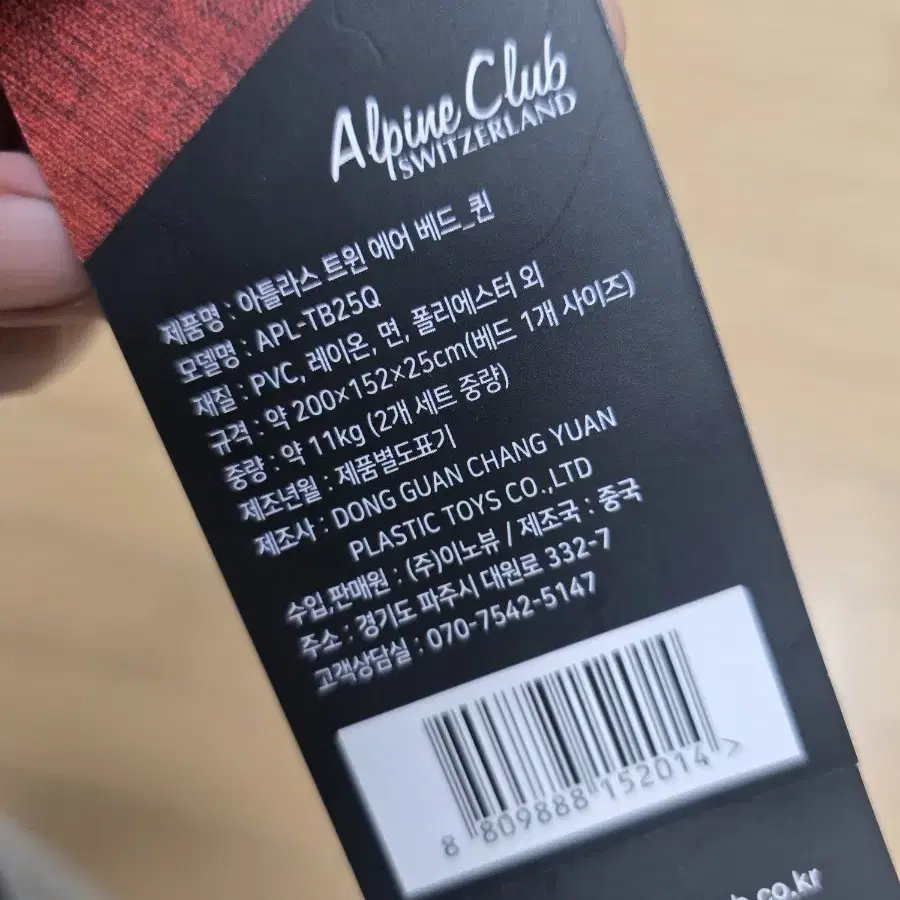 Alpine Club
SWITZERLAND
제품명 : 아틀라스 트윈 에어 베드_퀸
모델명 : APL-TB25Q
재질 : PVC, 레이온, 면, 폴리에스터 외
규격 : 약 200×152×25cm(베드 1개 사이즈)
중량 : 약 11kg (2개 세트 중량)
제조년월 : 제품별도표기
제조사 : DONG GUAN CHANG YUAN
PLASTIC TOYS CO.,LTD
수입,판매원 : (주)이노뷰 / 제조국 : 중국
주소 : 경기도 파주시 대원로 332-7
고객상담실 : 070-7542-5147
8 809888 152014 >
.co.kr